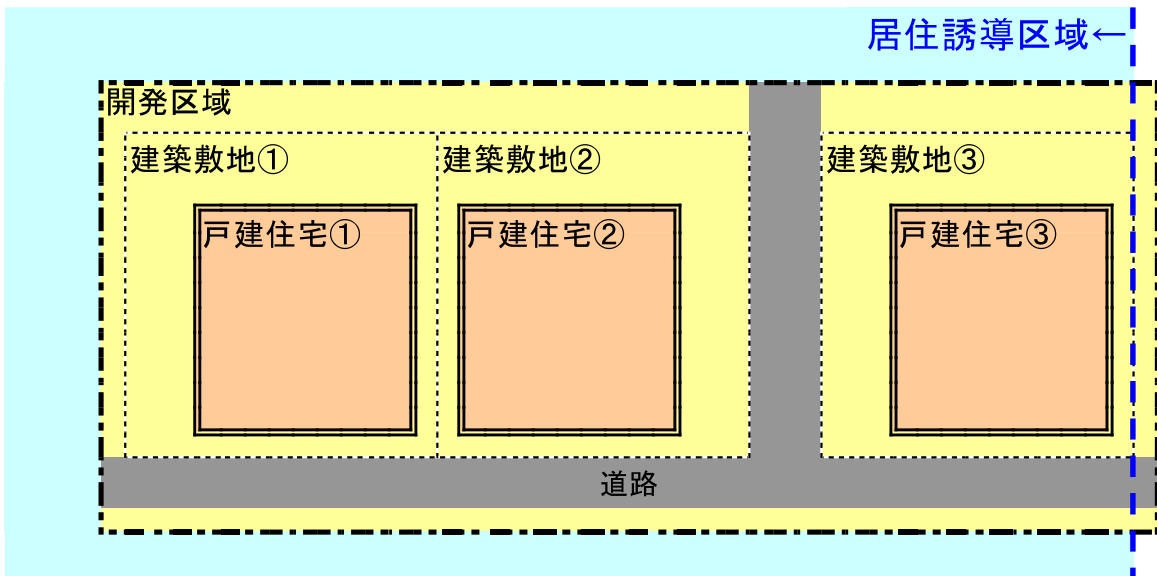 居住誘導区域←
開発区域
建築敷地①
建築敷地②
建築敷地③
戸建住宅①
戸建住宅②
戸建住宅③
道路